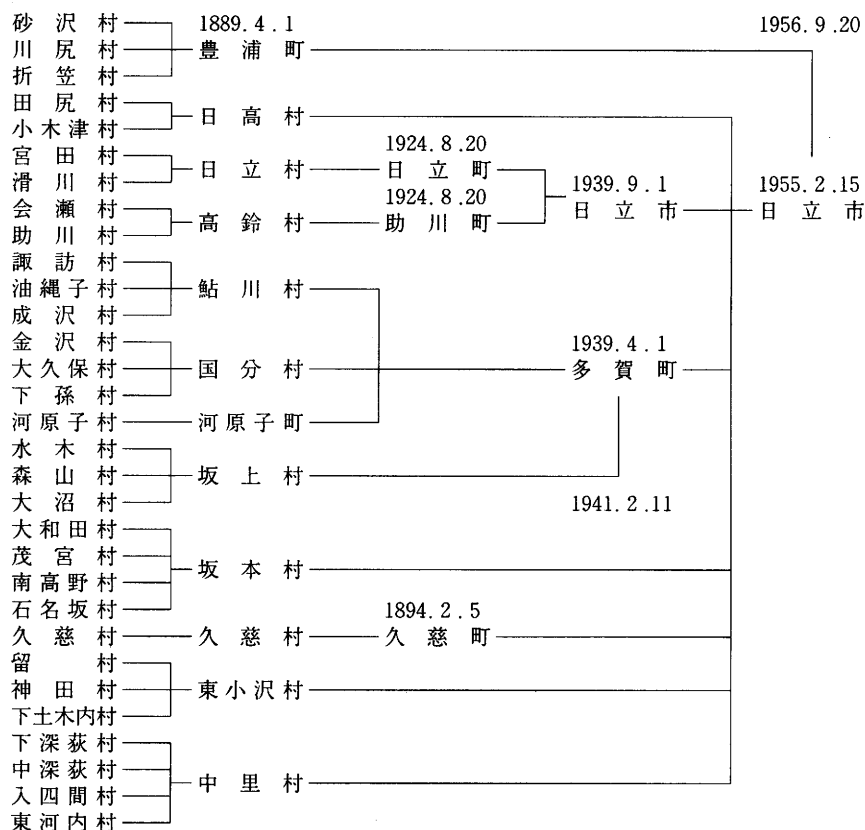 砂沢村 1889.4.1 1956.9.20
川尻村 豊浦町
折笠村
田尻村
日高村
小木津村
1924.8.20
宮田村
日立村 日立町
滑川村 1939.9.1 1955.2.15
1924.8.20
会瀬村 日立市 日立市
高鈴村 助川町
助川村
諏訪村
油縄子村 鮎川村
成沢村
金沢村 1939.4.1
大久保村 国分村 多賀町
下孫村
河原子村 河原子町
水木村
森山村 坂上村
大沼村 1941.2.11
大和田村
茂宮村
坂本村
南高野村
石名坂村 1894.2.5
久慈村 久慈村 久慈町
留村
神田村 東小沢村
下土木内村
下深荻村
中深荻村
中里村
入四間村
東河内村